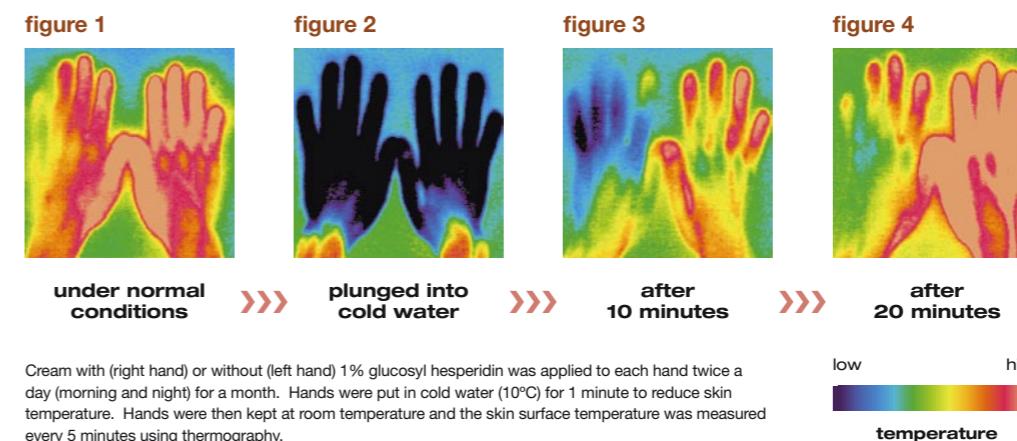 figure 1
figure 2
figure 3
figure 4
under normal
conditions
plunged into
cold water
after
10 minutes
after
20 minutes
Cream with (right hand) or without (left hand) 1% glucosyl hesperidin was applied to each hand twice a
day (morning and night) for a month. Hands were put in cold water (10ºC) for 1 minute to reduce skin
temperature. Hands were then kept at room temperature and the skin surface temperature was measured
every 5 minutes using thermography.
low
temperature